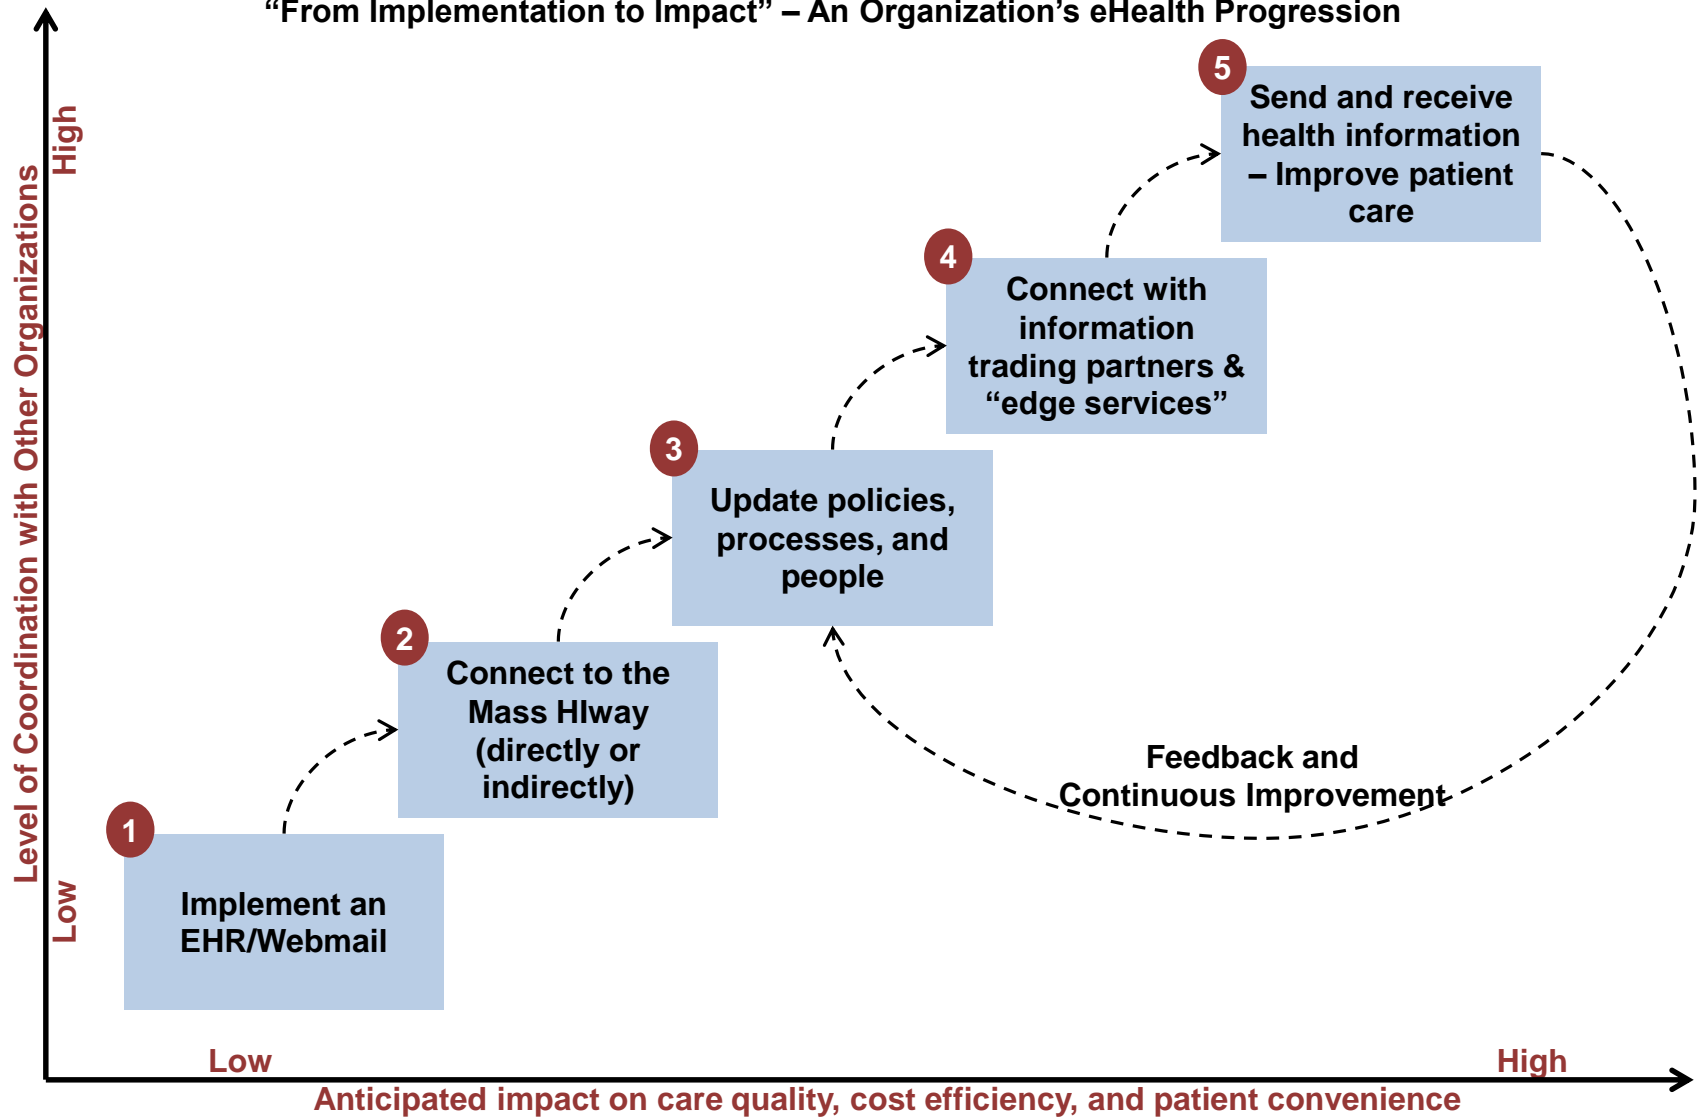 “From Implementation to Impact” – An Organization’s eHealth Progression
Level of Coordination with Other Organizations
High
Low
5
Send and receive
health information
– Improve patient
care
4
Connect with
information
trading partners &
“edge services”
3
Update policies,
processes, and
people
2
Connect to the
Mass HIway
(directly or
indirectly)
1
Implement an
EHR/Webmail
Feedback and
Continuous Improvement
Low
High
Anticipated impact on care quality, cost efficiency, and patient convenience